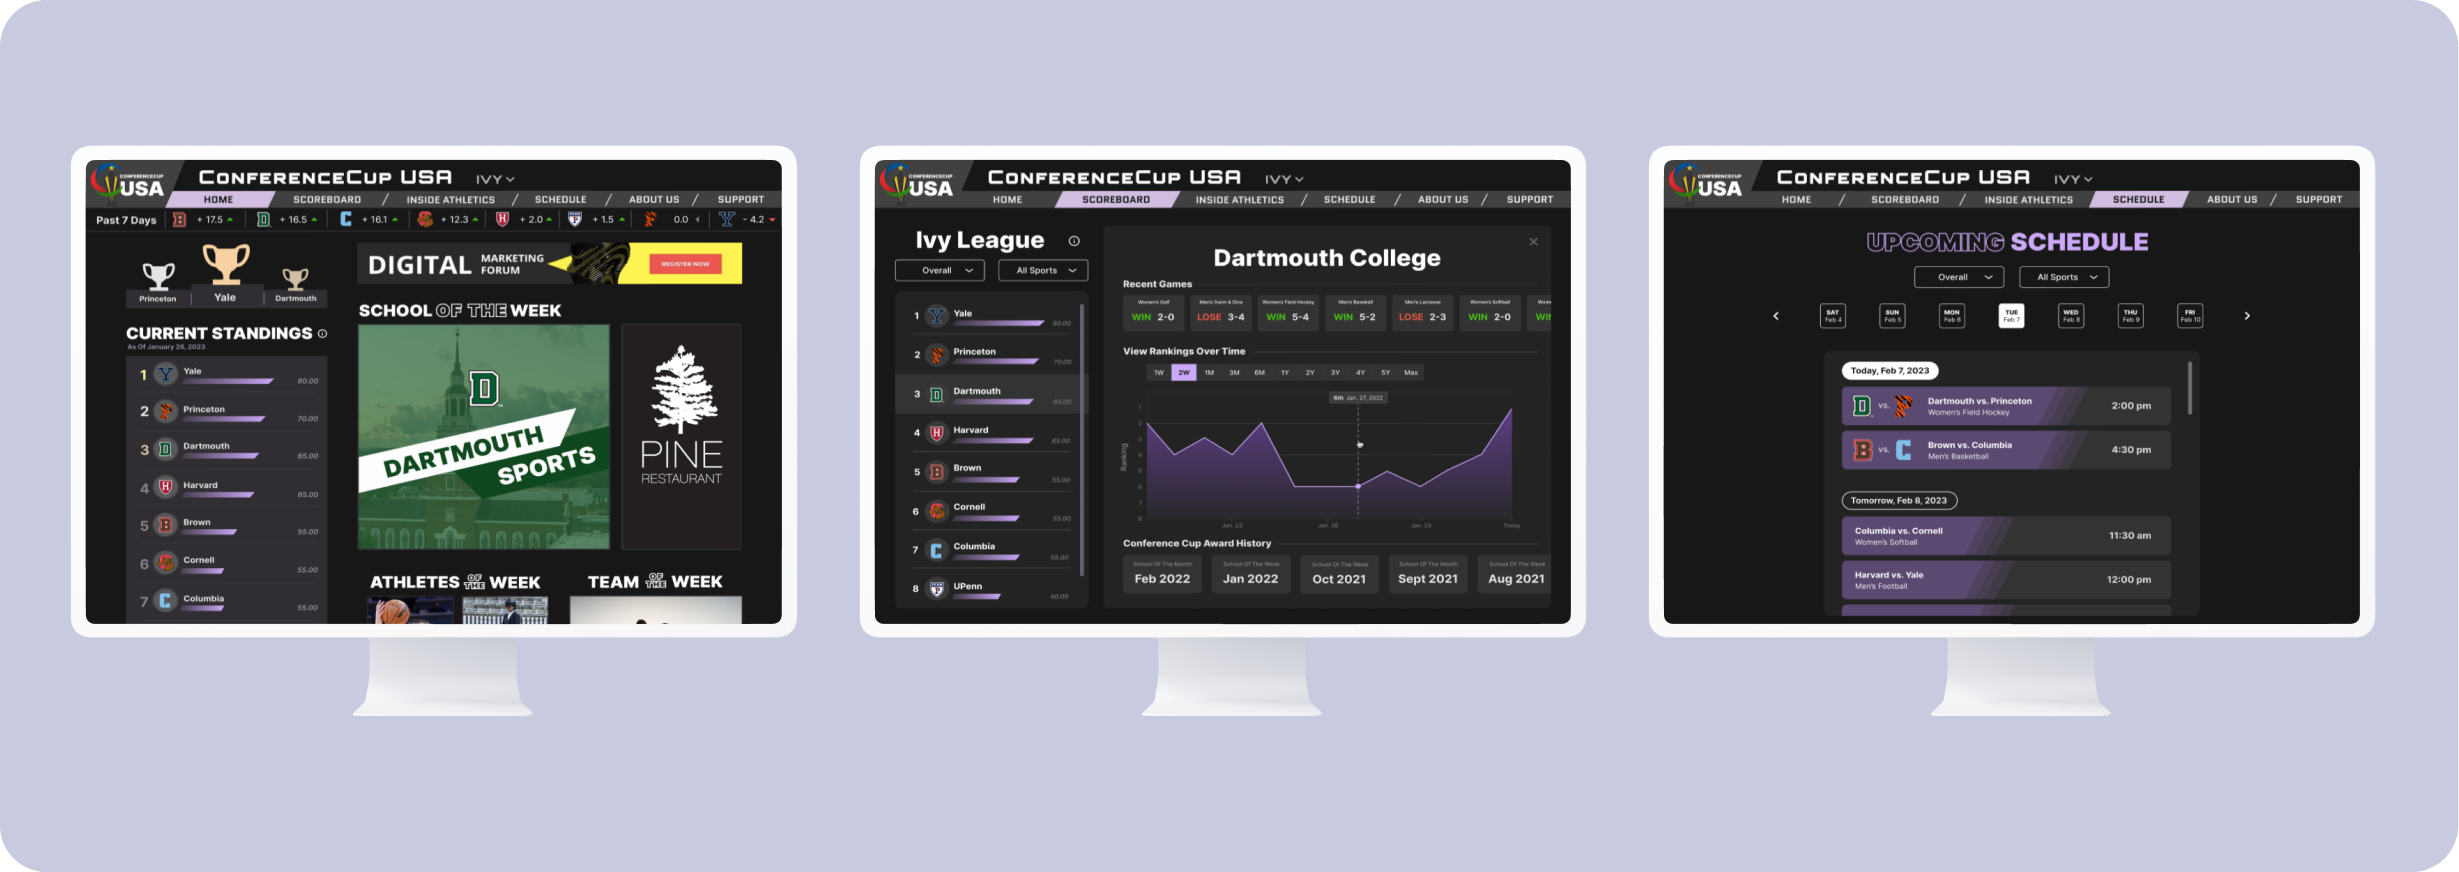 CONFERENCECUP
USA
CONFERENCECUP USA IVY
HOME SCOREBOARD INSIDE ATHLETICS SCHEDULE ABOUT US SUPPORT
Past 7 Days + 17.5 + 16.5 + 16.1 + 12.3 + 2.0 + 1.5 0.0 - 4.2
Princeton Yale Dartmouth
CURRENT STANDINGS
As Of January 26, 2023
1 Yale 80.00
2 Princeton 70.00
3 Dartmouth 65.00
4 Harvard 65.00
5 Brown 55.00
6 Cornell 55.00
7 Columbia 55.00
DIGITAL MARKETING FORUM REGISTER NOW
SCHOOL OF THE WEEK
D
DARTMOUTH
SPORTS
PINE
RESTAURANT
ATHLETES OF THE WEEK TEAM OF THE WEEK
CONFERENCECUP
USA
CONFERENCECUP USA IVY
HOME SCOREBOARD INSIDE ATHLETICS SCHEDULE ABOUT US SUPPORT
Ivy League
Overall All Sports
1 Yale 80.00
2 Princeton 70.00
3 Dartmouth 65.00
4 Harvard 65.00
5 Brown 55.00
6 Cornell 55.00
7 Columbia 55.00
8 UPenn 40.00
Dartmouth College
Recent Games
Women's Golf Men's Swim & Dive Women's Field Hockey Men's Baseball Men's Lacrosse Women's Softball
WIN 2-0 LOSE 3-4 WIN 5-4 WIN 5-2 LOSE 2-3 WIN 2-0 WIN
View Rankings Over Time
1W 2W 1M 3M 6M 1Y 2Y 3Y 4Y 5Y Max
6th Jan. 27, 2022
Ranking
1
2
3
4
5
6
7
8
Jan. 23 Jan. 28 Jan. 29 Today
Conference Cup Award History
School Of The Month School Of The Week School Of The Week School Of The Month School Of The Week
Feb 2022 Jan 2022 Oct 2021 Sept 2021 Aug 2021
CONFERENCECUP
USA
CONFERENCECUP USA IVY
HOME SCOREBOARD INSIDE ATHLETICS SCHEDULE ABOUT US SUPPORT
UPCOMING SCHEDULE
Overall All Sports
SAT SUN MON TUE WED THU FRI
Feb 4 Feb 5 Feb 6 Feb 7 Feb 8 Feb 9 Feb 10
Today, Feb 7, 2023
D vs. Dartmouth vs. Princeton 2:00 pm
Women's Field Hockey
B vs. C Brown vs. Columbia 4:30 pm
Men's Basketball
Tomorrow, Feb 8, 2023
Columbia vs. Cornell 11:30 am
Women's Softball
Harvard vs. Yale 12:00 pm
Men's Football